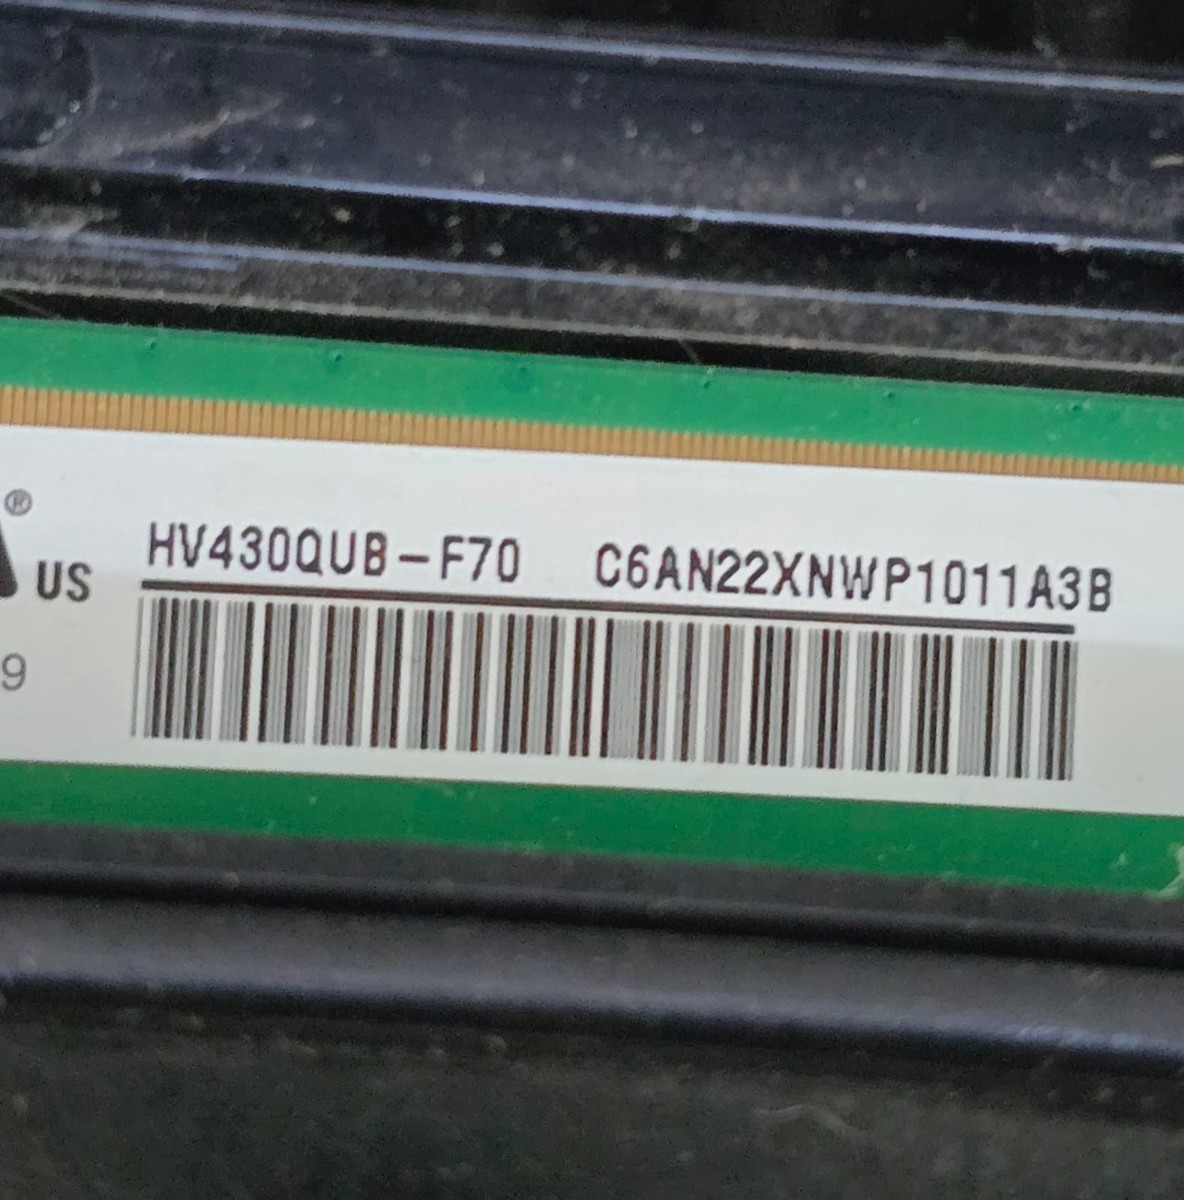 ®
US
HV430QUB-F70 C6AN22XNWP1011A3B
9